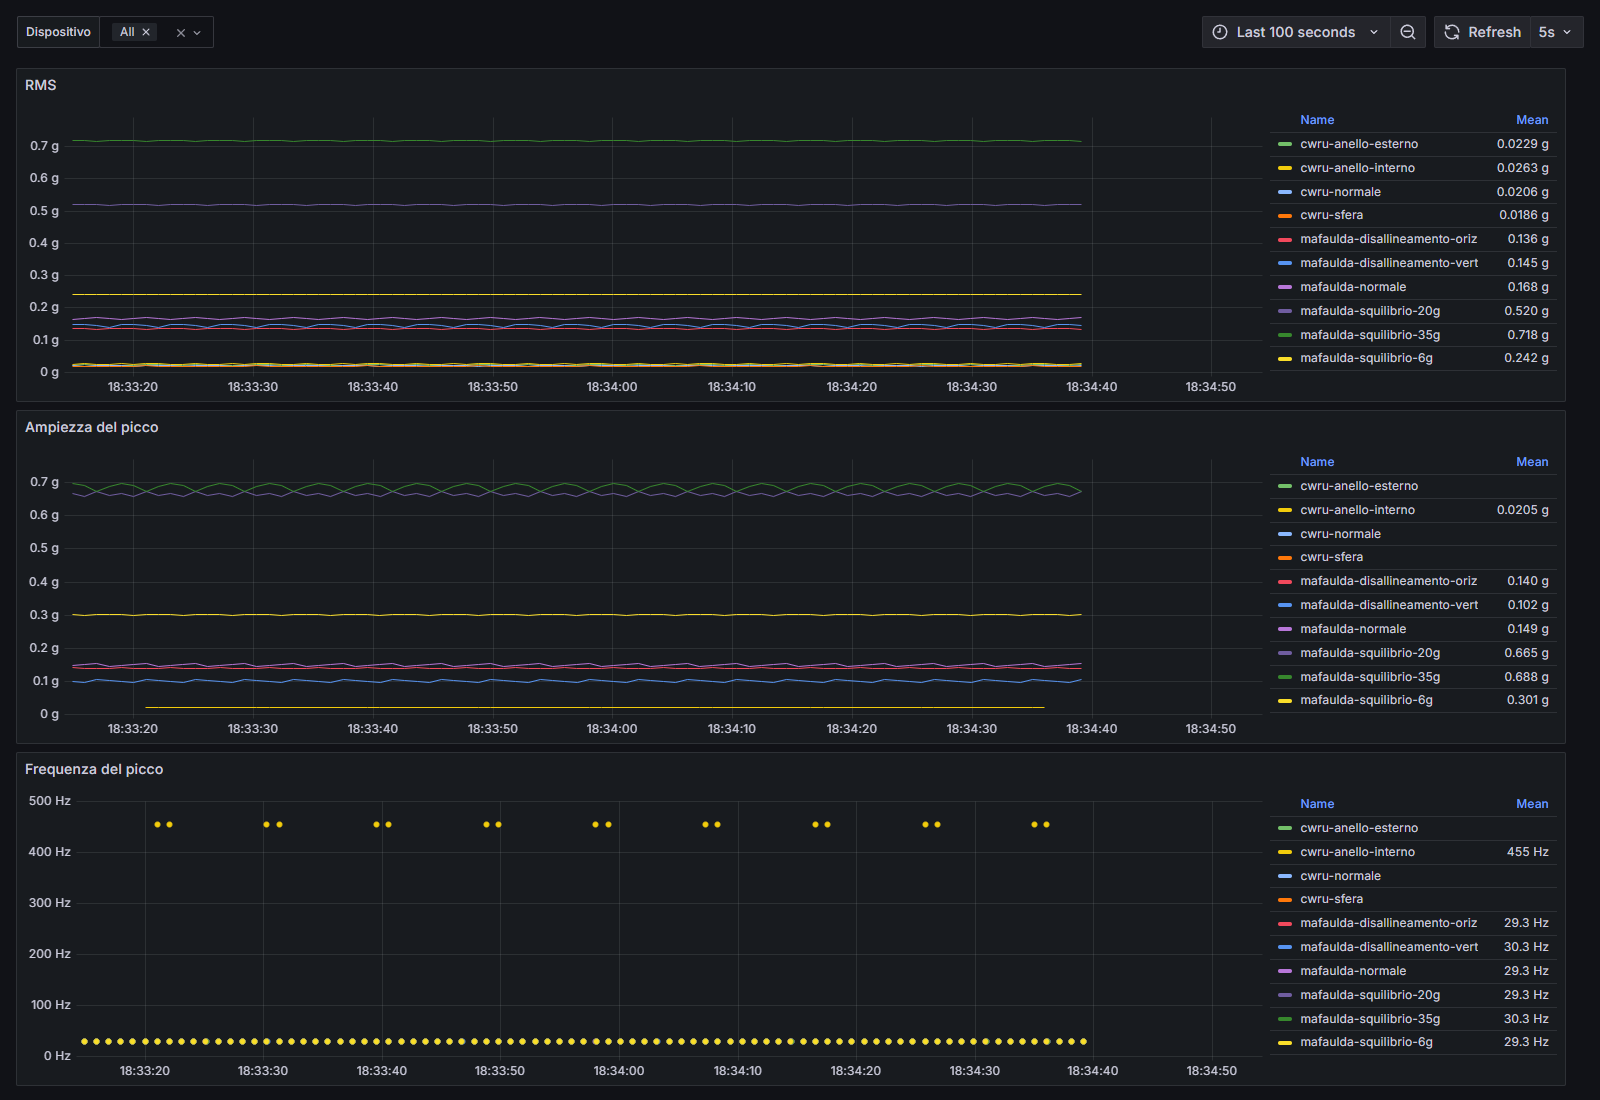 Dispositivo All Last 100 seconds Refresh 5s
RMS
Name Mean
0.7 g
0.6 g
0.5 g
0.4 g
0.3 g
0.2 g
0.1 g
0 g
18:33:20 18:33:30 18:33:40 18:33:50 18:34:00 18:34:10 18:34:20 18:34:30 18:34:40 18:34:50
cwru-anello-esterno 0.0229 g
cwru-anello-interno 0.0263 g
cwru-normale 0.0206 g
cwru-sfera 0.0186 g
mafaulda-disallineamento-oriz 0.136 g
mafaulda-disallineamento-vert 0.145 g
mafaulda-normale 0.168 g
mafaulda-squilibrio-20g 0.520 g
mafaulda-squilibrio-35g 0.718 g
mafaulda-squilibrio-6g 0.242 g
Ampiezza del picco
Name Mean
0.7 g
0.6 g
0.5 g
0.4 g
0.3 g
0.2 g
0.1 g
0 g
18:33:20 18:33:30 18:33:40 18:33:50 18:34:00 18:34:10 18:34:20 18:34:30 18:34:40 18:34:50
cwru-anello-esterno
cwru-anello-interno 0.0205 g
cwru-normale
cwru-sfera
mafaulda-disallineamento-oriz 0.140 g
mafaulda-disallineamento-vert 0.102 g
mafaulda-normale 0.149 g
mafaulda-squilibrio-20g 0.665 g
mafaulda-squilibrio-35g 0.688 g
mafaulda-squilibrio-6g 0.301 g
Frequenza del picco
Name Mean
500 Hz
400 Hz
300 Hz
200 Hz
100 Hz
0 Hz
18:33:20 18:33:30 18:33:40 18:33:50 18:34:00 18:34:10 18:34:20 18:34:30 18:34:40 18:34:50
cwru-anello-esterno
cwru-anello-interno 455 Hz
cwru-normale
cwru-sfera
mafaulda-disallineamento-oriz 29.3 Hz
mafaulda-disallineamento-vert 30.3 Hz
mafaulda-normale 29.3 Hz
mafaulda-squilibrio-20g 29.3 Hz
mafaulda-squilibrio-35g 30.3 Hz
mafaulda-squilibrio-6g 29.3 Hz